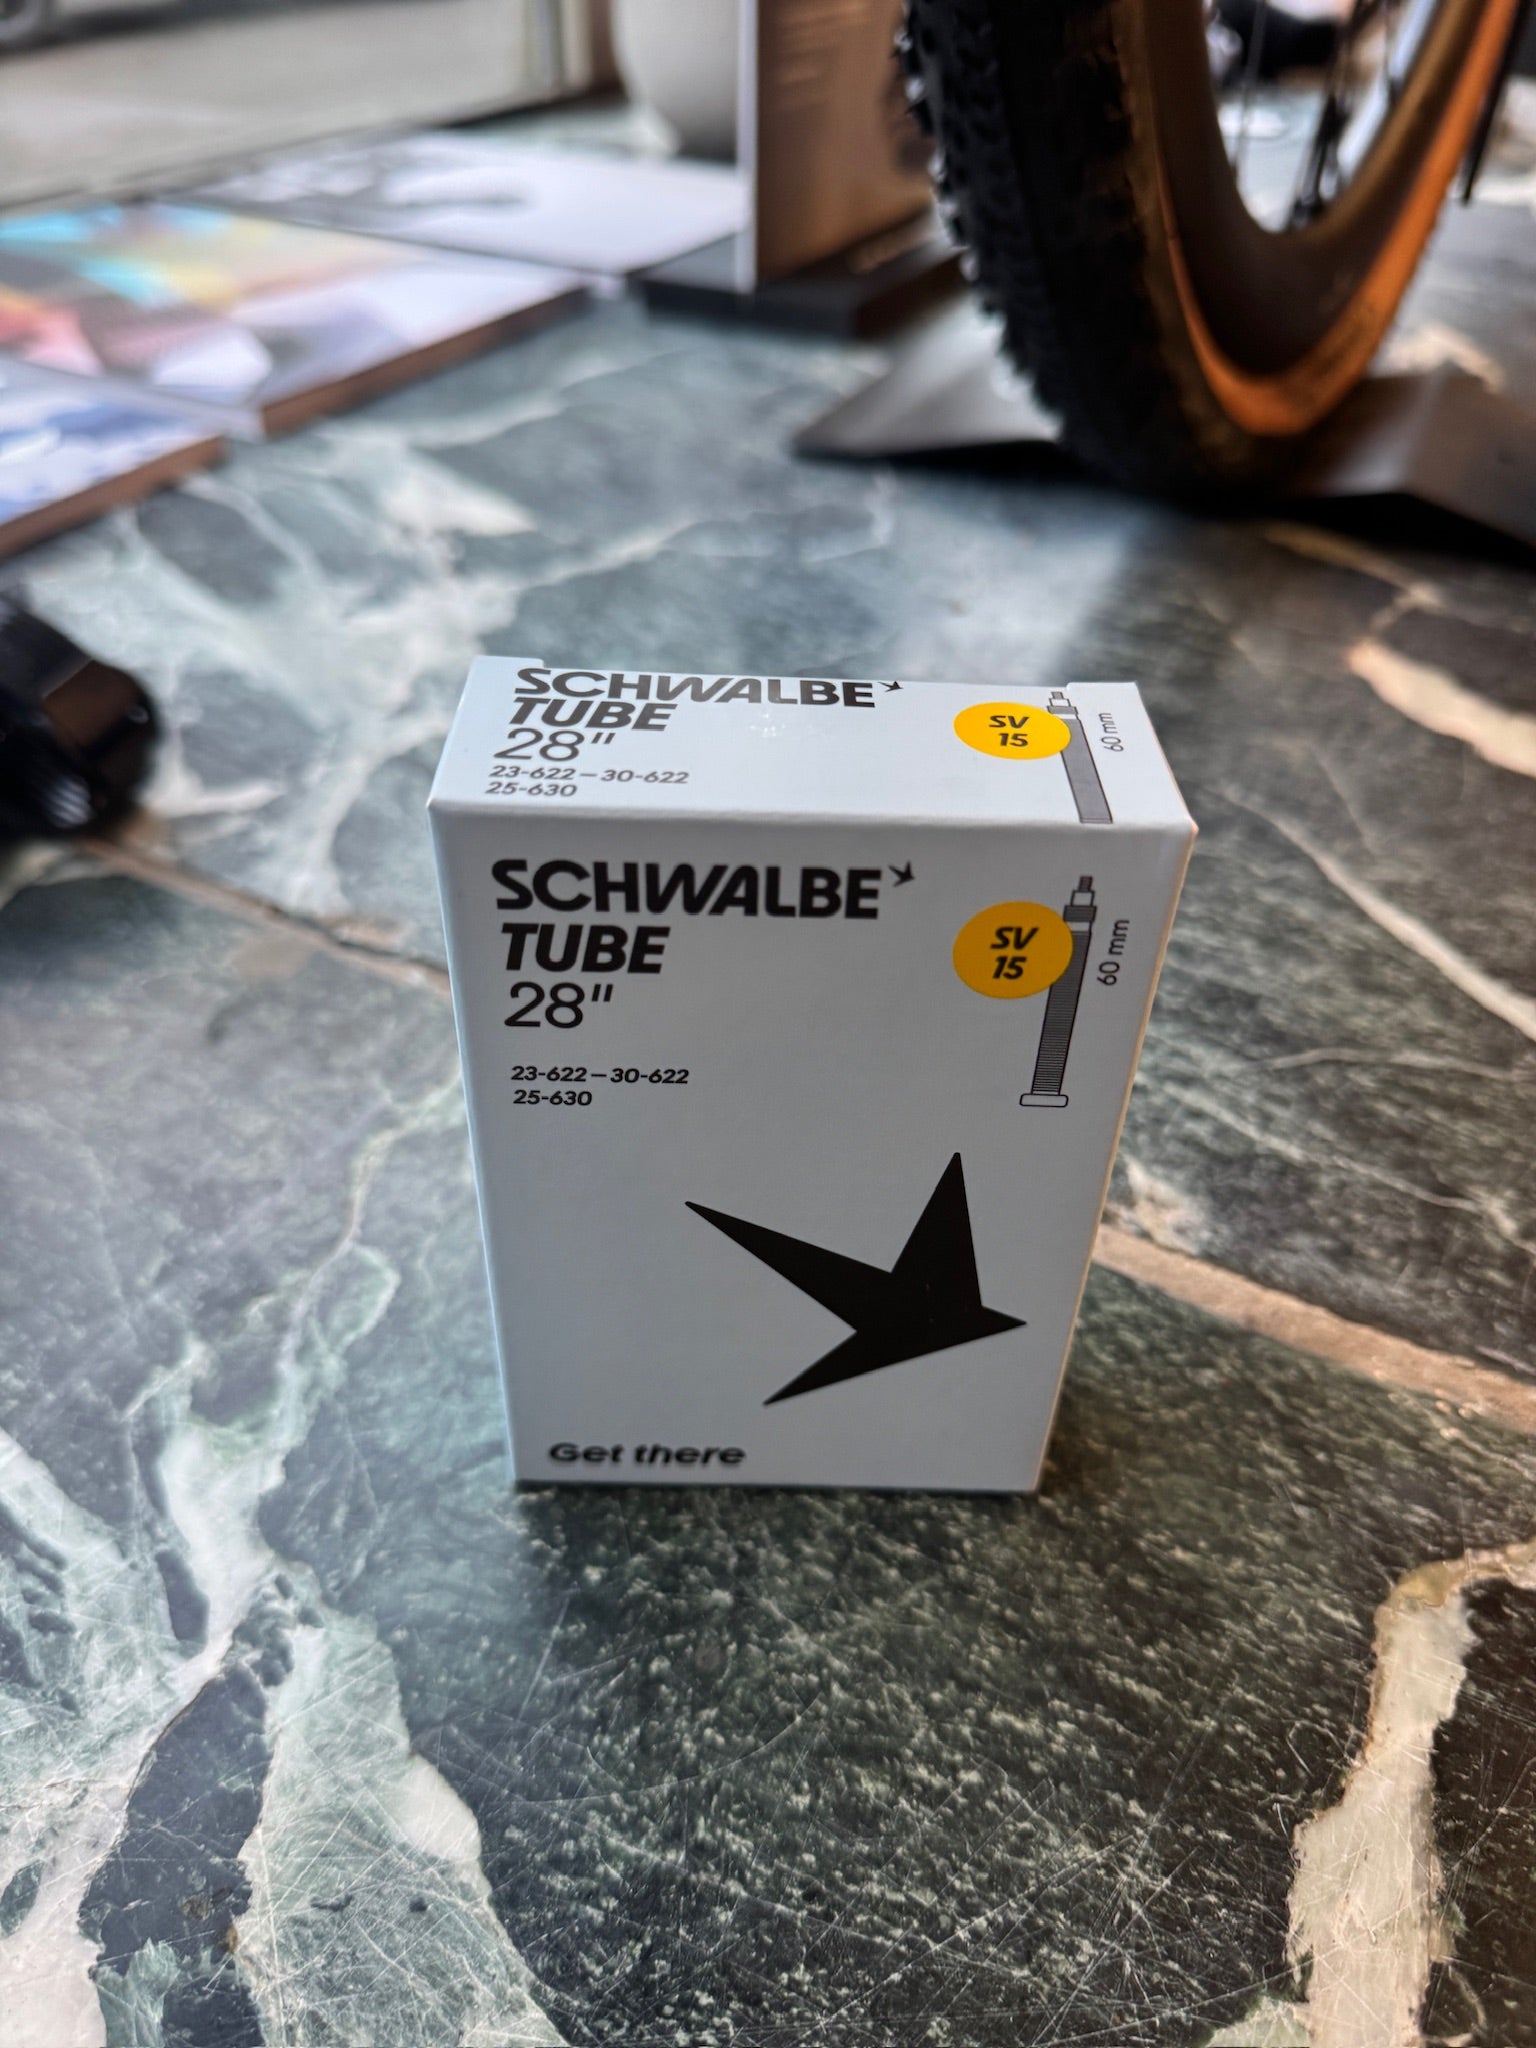 SCHWALBE
TUBE
28"
23-622 – 30-622
25-630
SV
15
60 mm
SCHWALBE
TUBE
28"
23-622 – 30-622
25-630
SV
15
60 mm
Get there